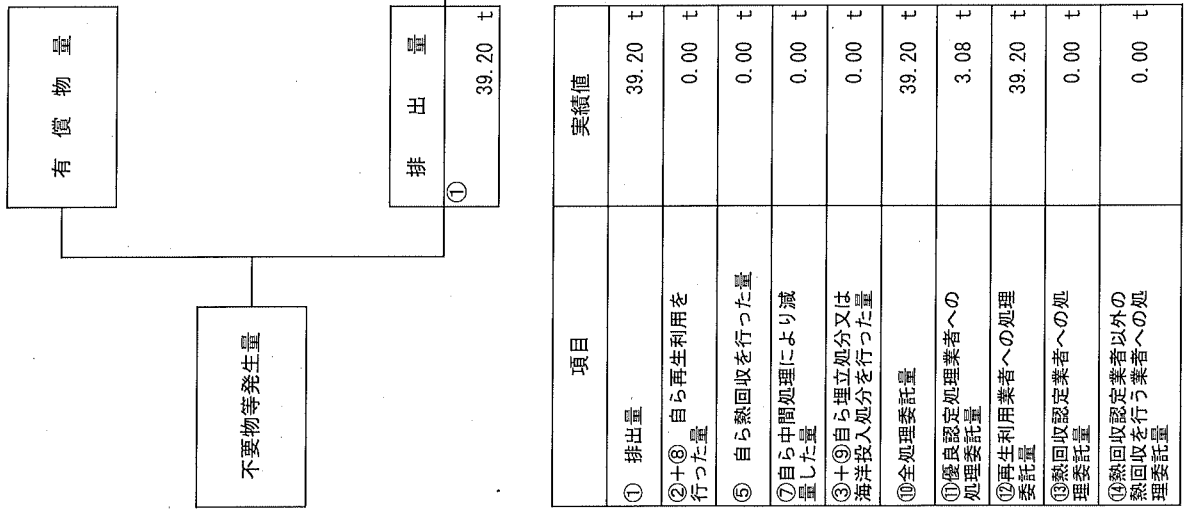 有償物量
不要物等発生量
排出量
①
39.20 t
項目 実績値
① 排出量 39.20 t
②+⑧ 自ら再生利用を
行った量 0.00 t
⑤ 自ら熱回収を行った量 0.00 t
⑦自ら中間処理により減
量した量 0.00 t
③+⑨自ら埋立処分又は
海洋投入処分を行った量 0.00 t
⑩全処理委託量 39.20 t
⑪優良認定処理業者への
処理委託量 3.08 t
⑫再生利用業者への処理
委託量 39.20 t
⑬熱回収認定業者への処
理委託量 0.00 t
⑭熱回収認定業者以外の
熱回収を行う業者への処
理委託量 0.00 t